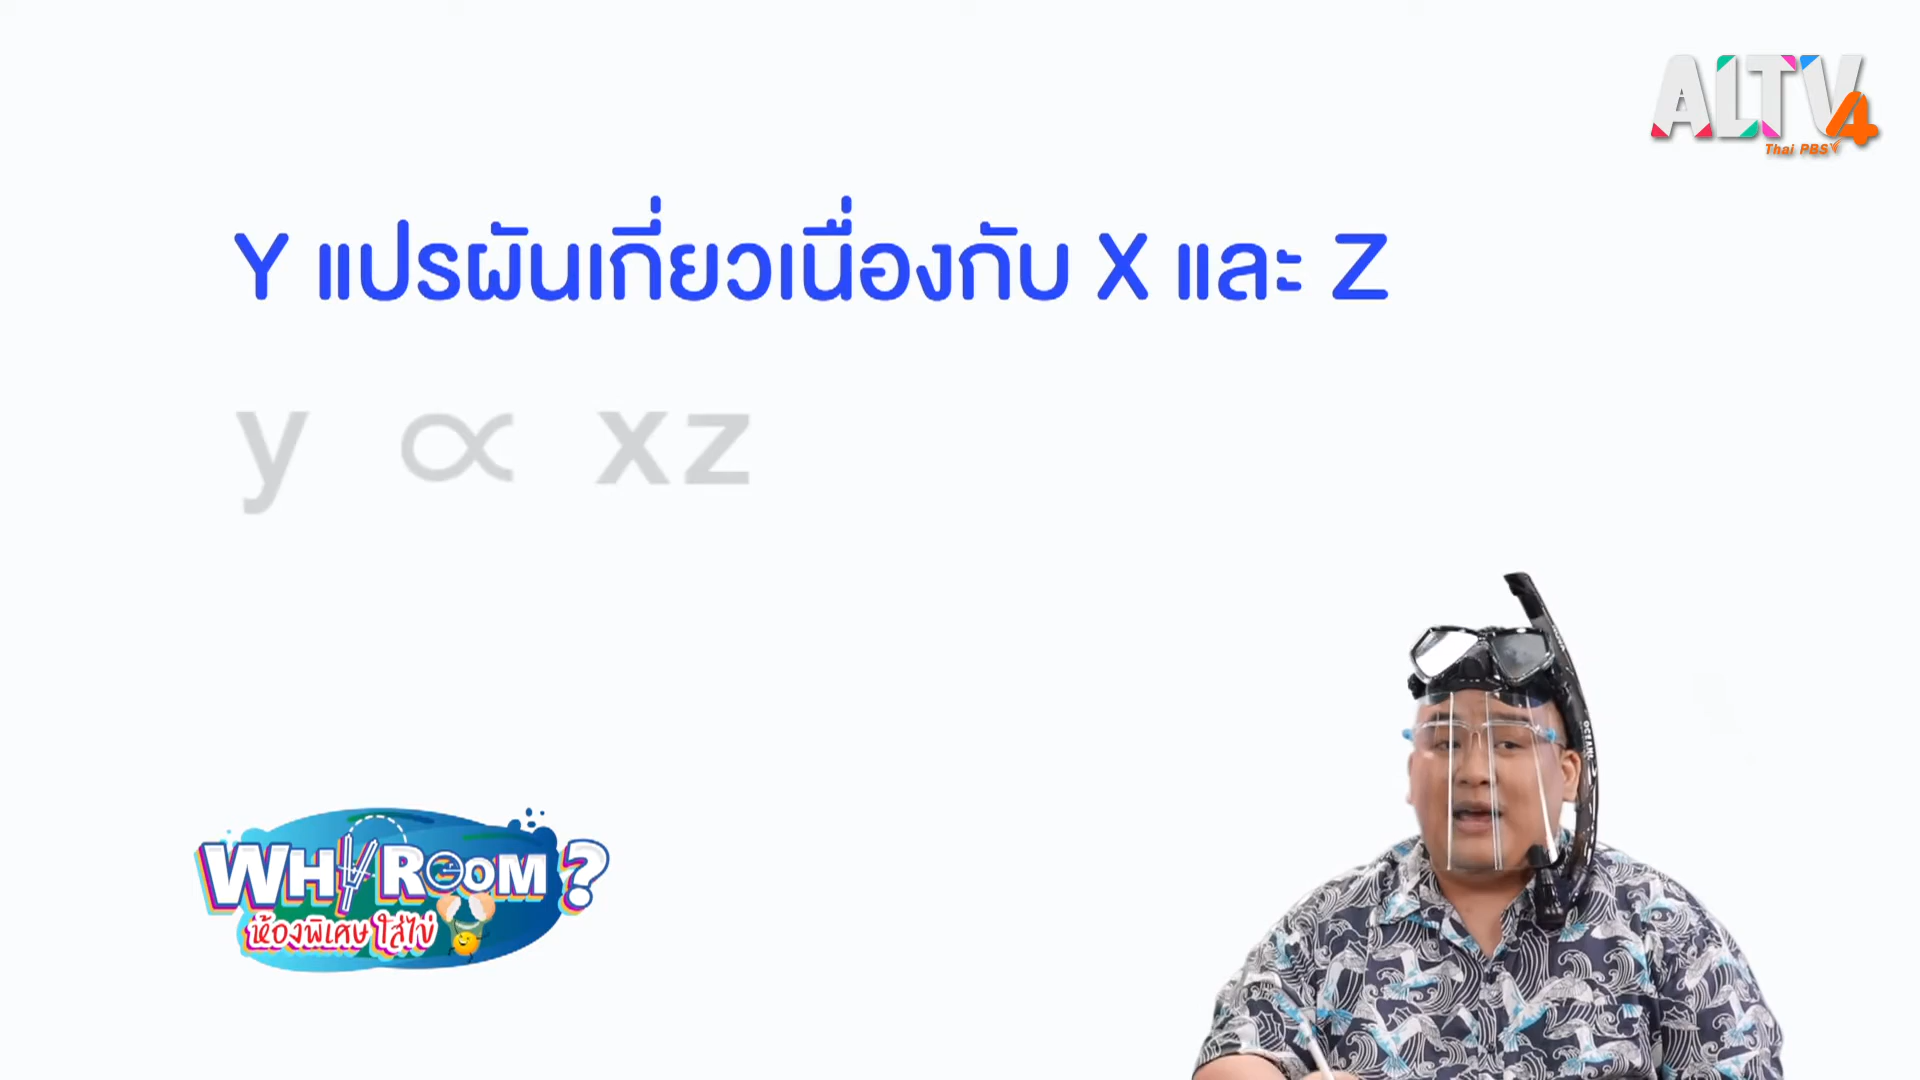 ALTV4
Thai PBS
Y แปรผันเกี่ยวเนื่องกับ X และ Z
y ∝ xz
WHY ROOM?
ห้องพิเศษ ใส่ไข่
OCEANIC